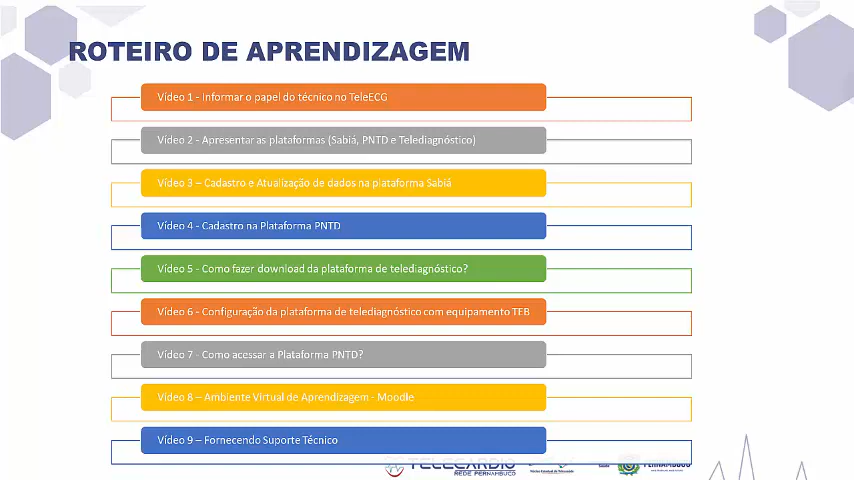 ROTEIRO DE APRENDIZAGEM
Vídeo 1 - Informar o papel do técnico no TeleECG
Vídeo 2 - Apresentar as plataformas (Sabiá, PNTD e Telediagnóstico)
Vídeo 3 – Cadastro e Atualização de dados na plataforma Sabiá
Vídeo 4 - Cadastro na Plataforma PNTD
Vídeo 5 - Como fazer download da plataforma de telediagnóstico?
Vídeo 6 - Configuração da plataforma de telediagnóstico com equipamento TEB
Vídeo 7 - Como acessar a Plataforma PNTD?
Vídeo 8 – Ambiente Virtual de Aprendizagem - Moodle
Vídeo 9 – Fornecendo Suporte Técnico
TELECARDIO
REDE PERNAMBUCO
Saúde
PERNAMBUCO